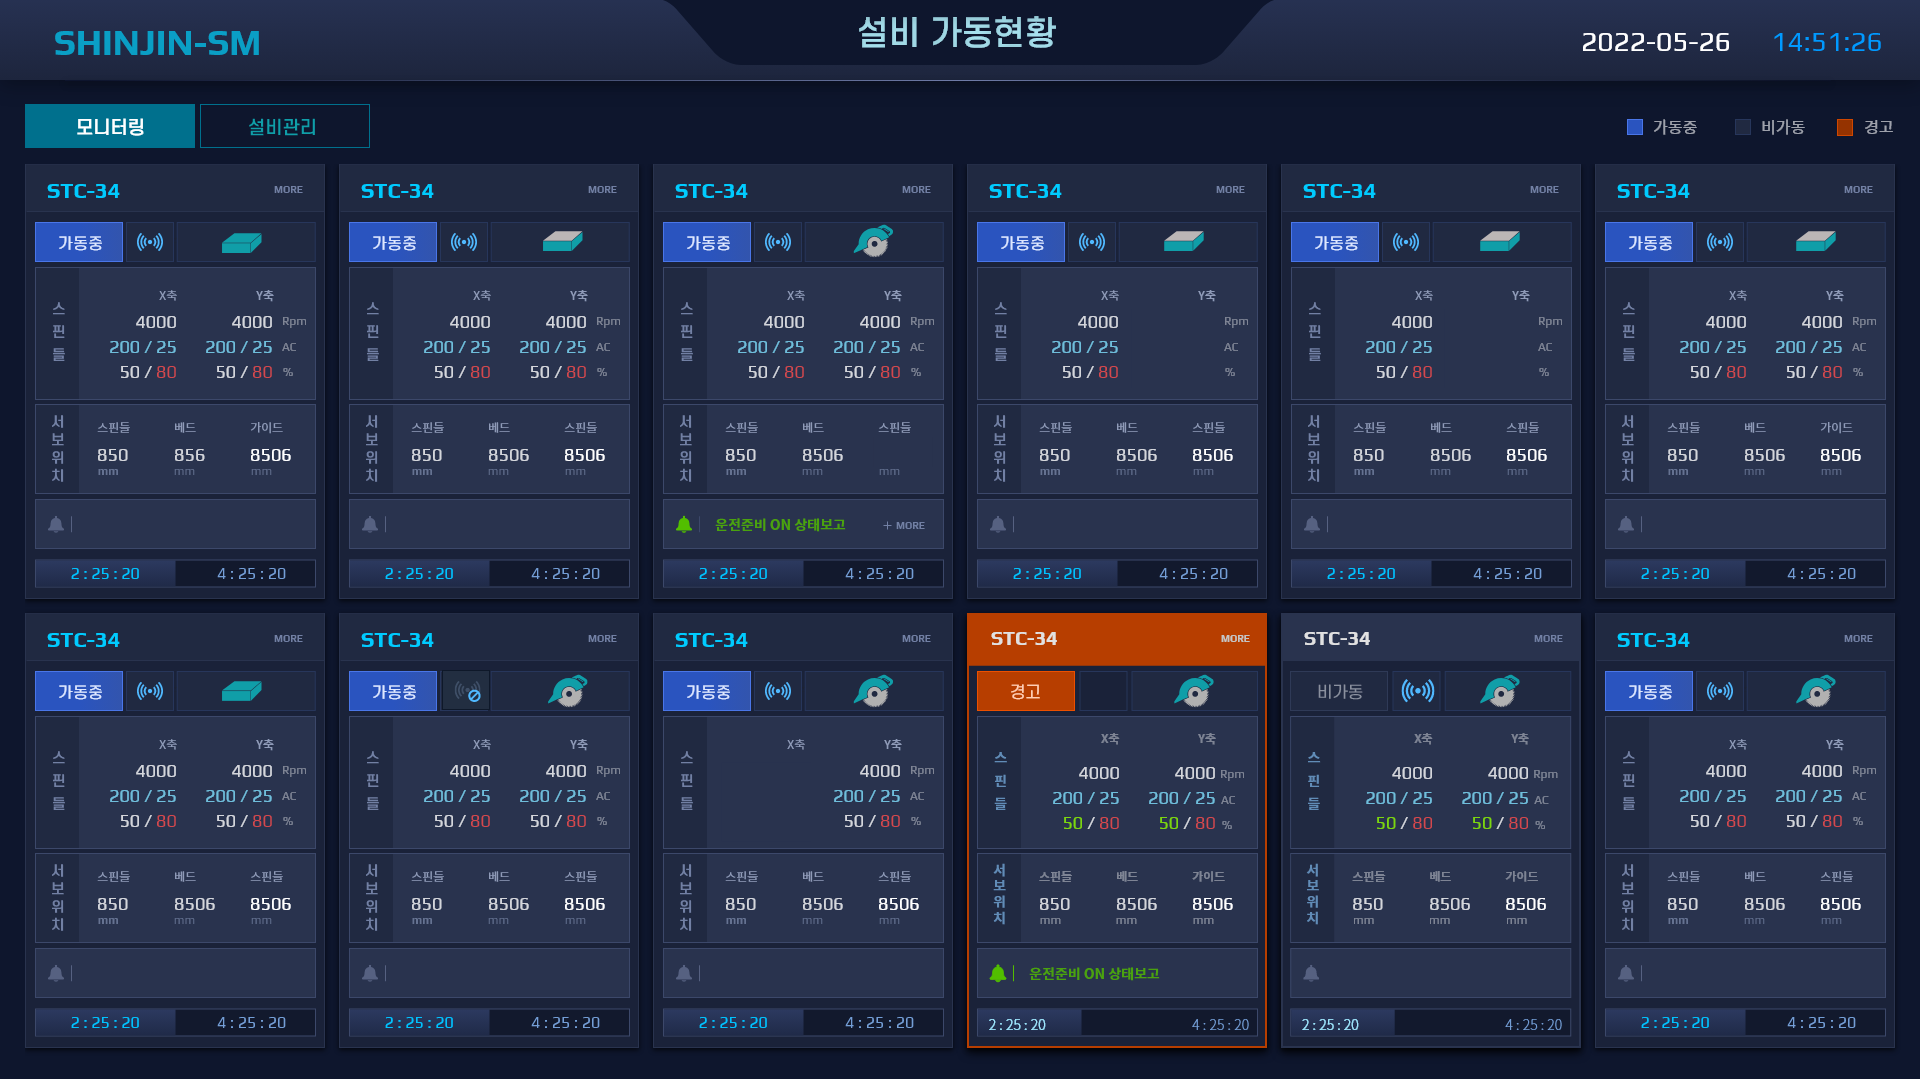 SHINJIN-SM
설비 가동현황
2022-05-26 14:51:26
모니터링 설비관리
가동중 비가동 경고
STC-34 MORE
가동중
스핀들
X축 Y축
4000 4000 Rpm
200 / 25 200 / 25 AC
50 / 80 50 / 80 %
서보위치
스핀들 베드 가이드
850 856 8506
mm mm mm
2 : 25 : 20 4 : 25 : 20
STC-34 MORE
가동중
스핀들
X축 Y축
4000 4000 Rpm
200 / 25 200 / 25 AC
50 / 80 50 / 80 %
서보위치
스핀들 베드 스핀들
850 8506 8506
mm mm mm
2 : 25 : 20 4 : 25 : 20
STC-34 MORE
가동중
스핀들
X축 Y축
4000 4000 Rpm
200 / 25 200 / 25 AC
50 / 80 50 / 80 %
서보위치
스핀들 베드 스핀들
850 8506
mm mm mm
운전준비 ON 상태보고 + MORE
2 : 25 : 20 4 : 25 : 20
STC-34 MORE
가동중
스핀들
X축 Y축
4000 Rpm
200 / 25 AC
50 / 80 %
서보위치
스핀들 베드 스핀들
850 8506 8506
mm mm mm
2 : 25 : 20 4 : 25 : 20
STC-34 MORE
가동중
스핀들
X축 Y축
4000 Rpm
200 / 25 AC
50 / 80 %
서보위치
스핀들 베드 스핀들
850 8506 8506
mm mm mm
2 : 25 : 20 4 : 25 : 20
STC-34 MORE
가동중
스핀들
X축 Y축
4000 4000 Rpm
200 / 25 200 / 25 AC
50 / 80 50 / 80 %
서보위치
스핀들 베드 가이드
850 8506 8506
mm mm mm
2 : 25 : 20 4 : 25 : 20
STC-34 MORE
가동중
스핀들
X축 Y축
4000 4000 Rpm
200 / 25 200 / 25 AC
50 / 80 50 / 80 %
서보위치
스핀들 베드 스핀들
850 8506 8506
mm mm mm
2 : 25 : 20 4 : 25 : 20
STC-34 MORE
가동중
스핀들
X축 Y축
4000 4000 Rpm
200 / 25 200 / 25 AC
50 / 80 50 / 80 %
서보위치
스핀들 베드 스핀들
850 8506 8506
mm mm mm
2 : 25 : 20 4 : 25 : 20
STC-34 MORE
가동중
스핀들
X축 Y축
4000 Rpm
200 / 25 AC
50 / 80 %
서보위치
스핀들 베드 스핀들
850 8506 8506
mm mm mm
2 : 25 : 20 4 : 25 : 20
STC-34 MORE
경고
스핀들
X축 Y축
4000 4000 Rpm
200 / 25 200 / 25 AC
50 / 80 50 / 80 %
서보위치
스핀들 베드 가이드
850 8506 8506
mm mm mm
운전준비 ON 상태보고
2 : 25 : 20 4 : 25 : 20
STC-34 MORE
비가동
스핀들
X축 Y축
4000 4000 Rpm
200 / 25 200 / 25 AC
50 / 80 50 / 80 %
서보위치
스핀들 베드 가이드
850 8506 8506
mm mm mm
2 : 25 : 20 4 : 25 : 20
STC-34 MORE
가동중
스핀들
X축 Y축
4000 4000 Rpm
200 / 25 200 / 25 AC
50 / 80 50 / 80 %
서보위치
스핀들 베드 스핀들
850 8506 8506
mm mm mm
2 : 25 : 20 4 : 25 : 20